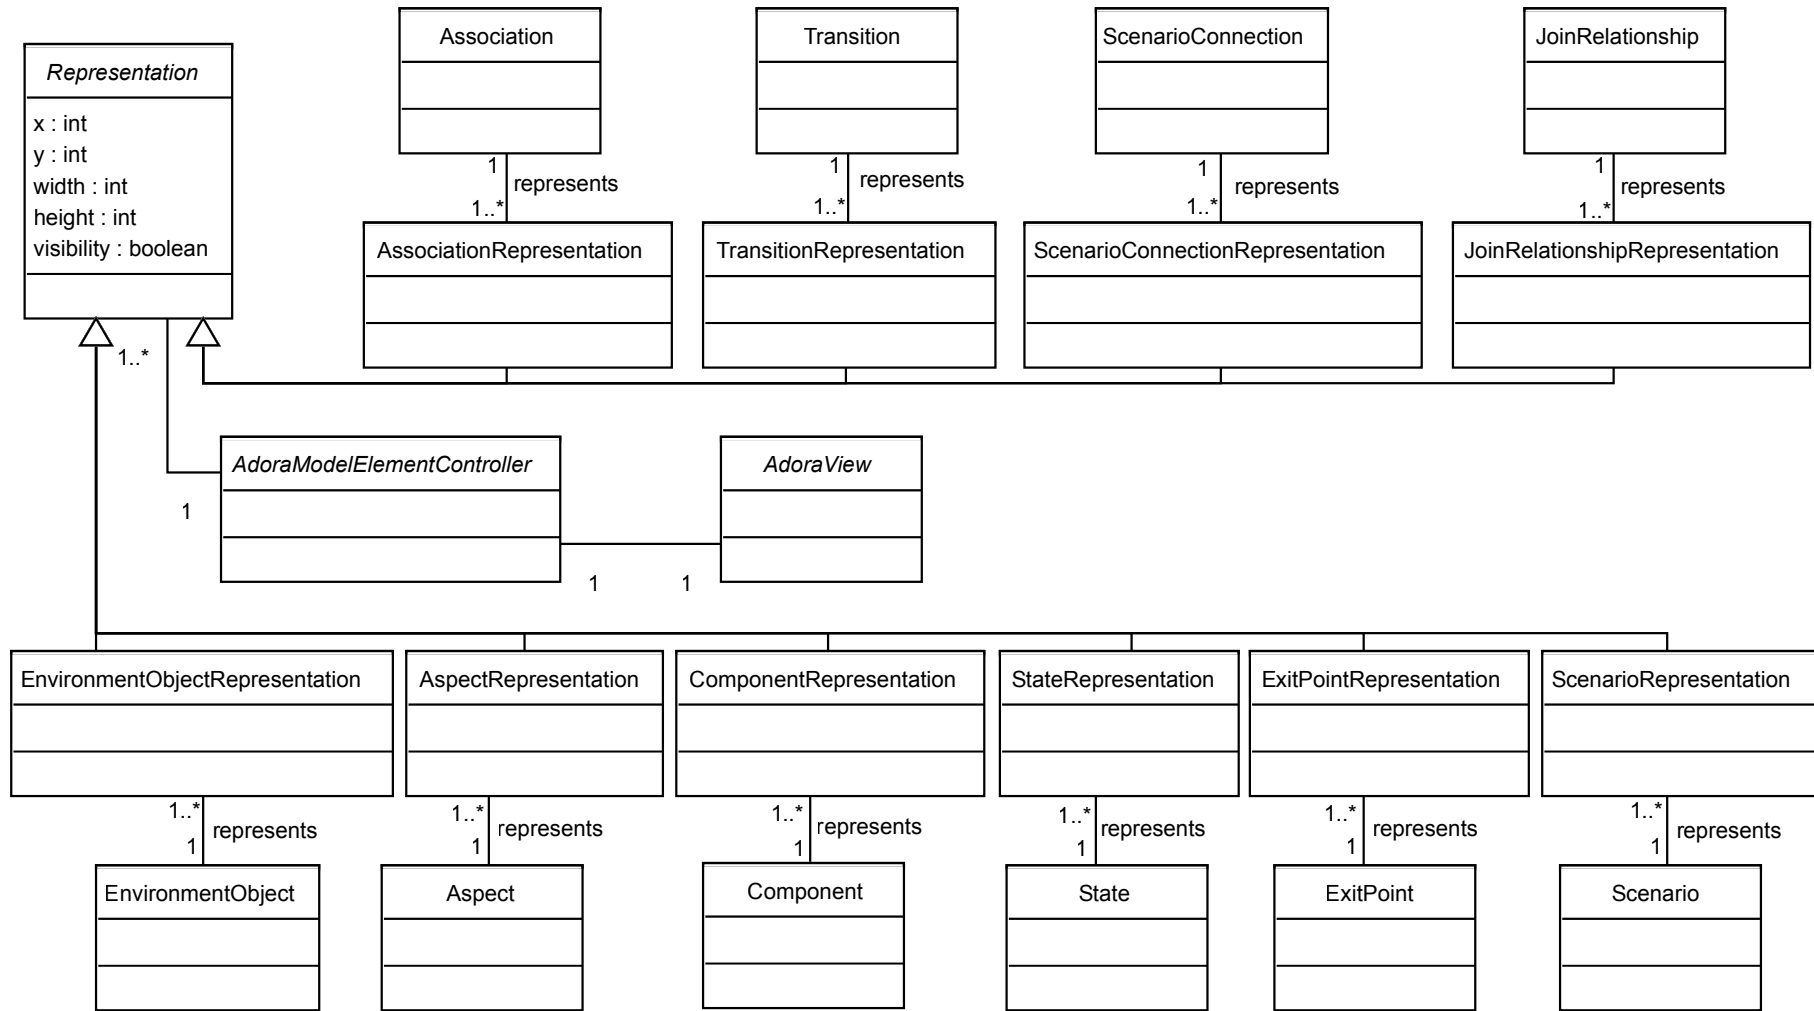 Representation
x : int
y : int
width : int
height : int
visibility : boolean
Association
Transition
ScenarioConnection
JoinRelationship
1
represents
1..*
1
represents
1..*
1
represents
1..*
1
represents
1..*
AssociationRepresentation
TransitionRepresentation
ScenarioConnectionRepresentation
JoinRelationshipRepresentation
1..*
AdoraModelElementController
AdoraView
1
1
1
EnvironmentObjectRepresentation
AspectRepresentation
ComponentRepresentation
StateRepresentation
ExitPointRepresentation
ScenarioRepresentation
1..*
represents
1
1..*
represents
1
1..*
represents
1
1..*
represents
1
1..*
represents
1
1..*
represents
1
EnvironmentObject
Aspect
Component
State
ExitPoint
Scenario